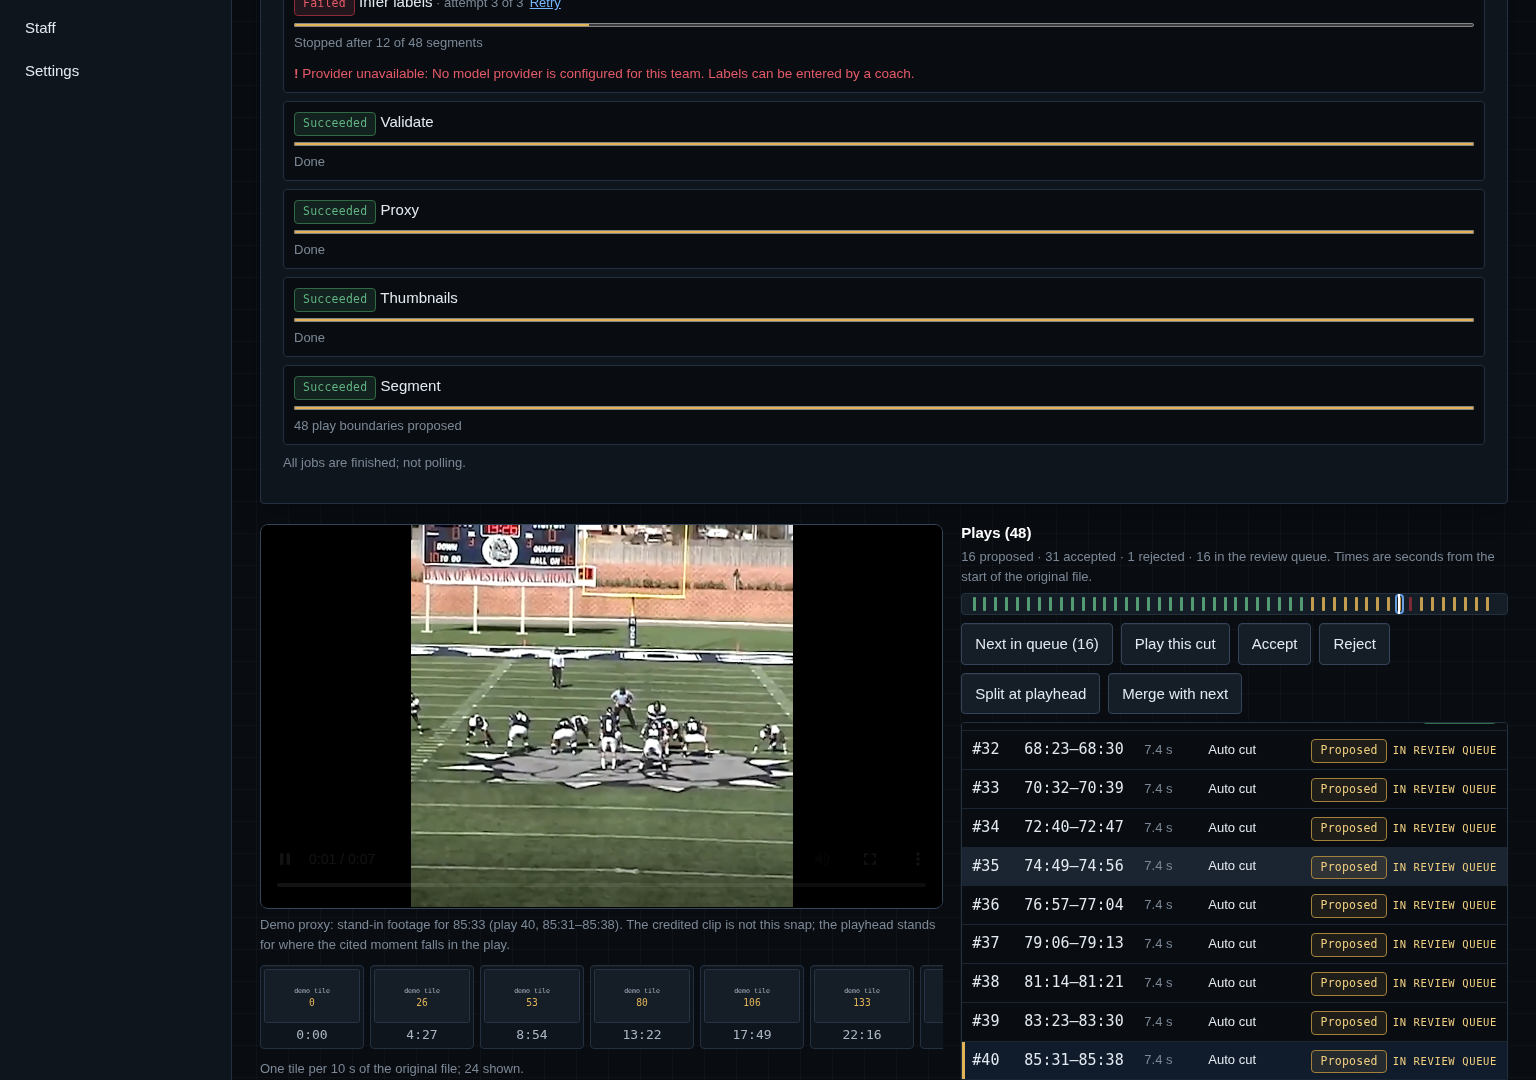 Staff
Settings
Failed Infer labels · attempt 3 of 3 Retry
Stopped after 12 of 48 segments
! Provider unavailable: No model provider is configured for this team. Labels can be entered by a coach.
Succeeded Validate
Done
Succeeded Proxy
Done
Succeeded Thumbnails
Done
Succeeded Segment
48 play boundaries proposed
All jobs are finished; not polling.
13:26
VISITOR
DOWN
QUARTER
10 TO GO
BALL ON 46
BANK OF WESTERN OKLAHOMA
0:01 / 0:07
Demo proxy: stand-in footage for 85:33 (play 40, 85:31–85:38). The credited clip is not this snap; the playhead stands
for where the cited moment falls in the play.
demo tile demo tile demo tile demo tile demo tile demo tile
0 26 53 80 106 133
0:00 4:27 8:54 13:22 17:49 22:16
One tile per 10 s of the original file; 24 shown.
Plays (48)
16 proposed · 31 accepted · 1 rejected · 16 in the review queue. Times are seconds from the
start of the original file.
Next in queue (16) Play this cut Accept Reject
Split at playhead Merge with next
#32 68:23–68:30 7.4 s Auto cut Proposed IN REVIEW QUEUE
#33 70:32–70:39 7.4 s Auto cut Proposed IN REVIEW QUEUE
#34 72:40–72:47 7.4 s Auto cut Proposed IN REVIEW QUEUE
#35 74:49–74:56 7.4 s Auto cut Proposed IN REVIEW QUEUE
#36 76:57–77:04 7.4 s Auto cut Proposed IN REVIEW QUEUE
#37 79:06–79:13 7.4 s Auto cut Proposed IN REVIEW QUEUE
#38 81:14–81:21 7.4 s Auto cut Proposed IN REVIEW QUEUE
#39 83:23–83:30 7.4 s Auto cut Proposed IN REVIEW QUEUE
#40 85:31–85:38 7.4 s Auto cut Proposed IN REVIEW QUEUE